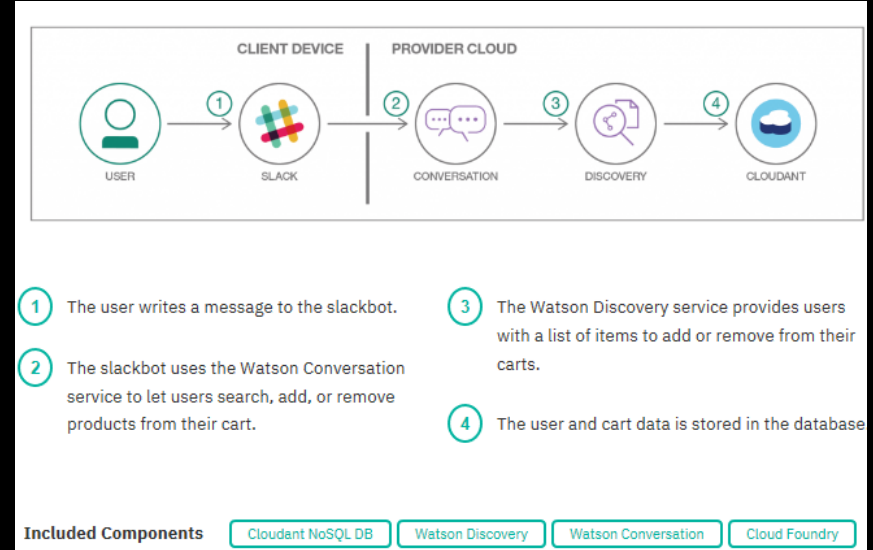 CLIENT DEVICE
PROVIDER CLOUD
1
2
3
4
USER
SLACK
CONVERSATION
DISCOVERY
CLOUDANT
1
The user writes a message to the slackbot.
2
The slackbot uses the Watson Conversation
service to let users search, add, or remove
products from their cart.
3
The Watson Discovery service provides users
with a list of items to add or remove from their
carts.
4
The user and cart data is stored in the database
Included Components
Cloudant NoSQL DB
Watson Discovery
Watson Conversation
Cloud Foundry